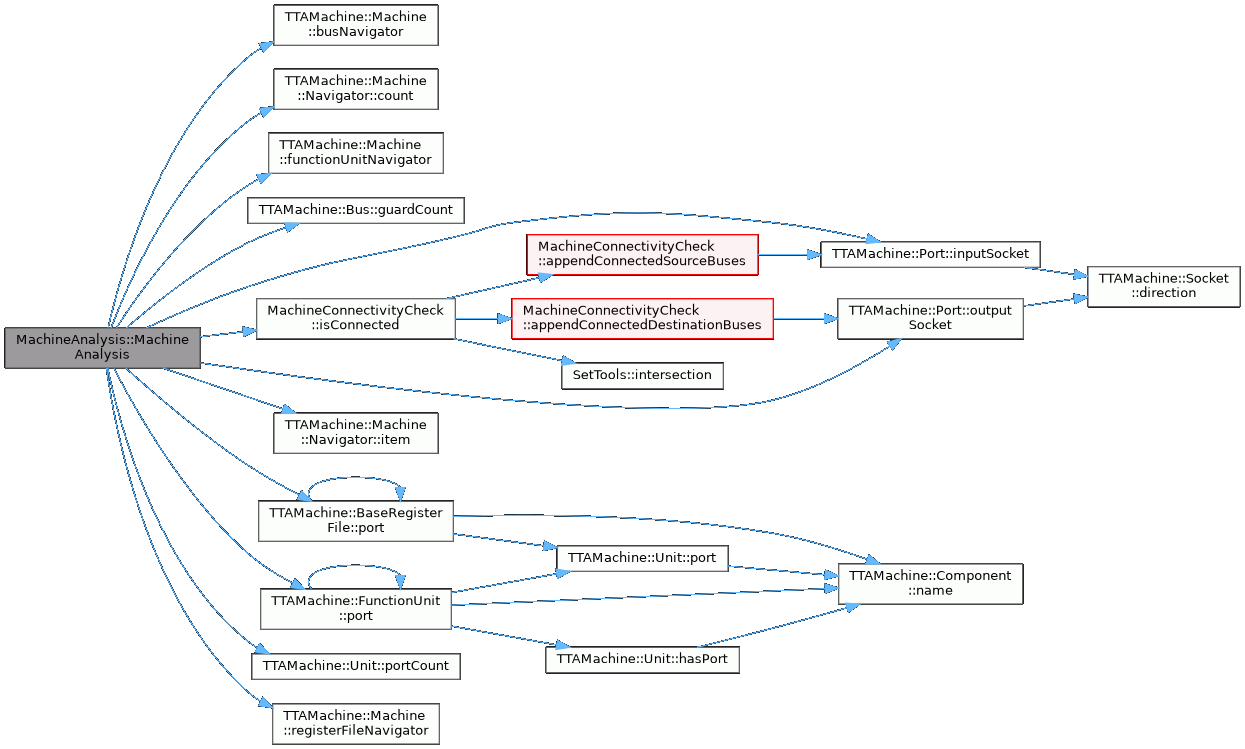 TTAMachine::Machine
::busNavigator
TTAMachine::Machine
::Navigator::count
TTAMachine::Machine
::functionUnitNavigator
TTAMachine::Bus::guardCount
MachineConnectivityCheck
::appendConnectedSourceBuses
TTAMachine::Port::inputSocket
TTAMachine::Socket
::direction
MachineConnectivityCheck
::isConnected
MachineConnectivityCheck
::appendConnectedDestinationBuses
TTAMachine::Port::output
Socket
MachineAnalysis::Machine
Analysis
SetTools::intersection
TTAMachine::Machine
::Navigator::item
TTAMachine::BaseRegister
File::port
TTAMachine::Unit::port
TTAMachine::Component
::name
TTAMachine::FunctionUnit
::port
TTAMachine::Unit::hasPort
TTAMachine::Unit::portCount
TTAMachine::Machine
::registerFileNavigator